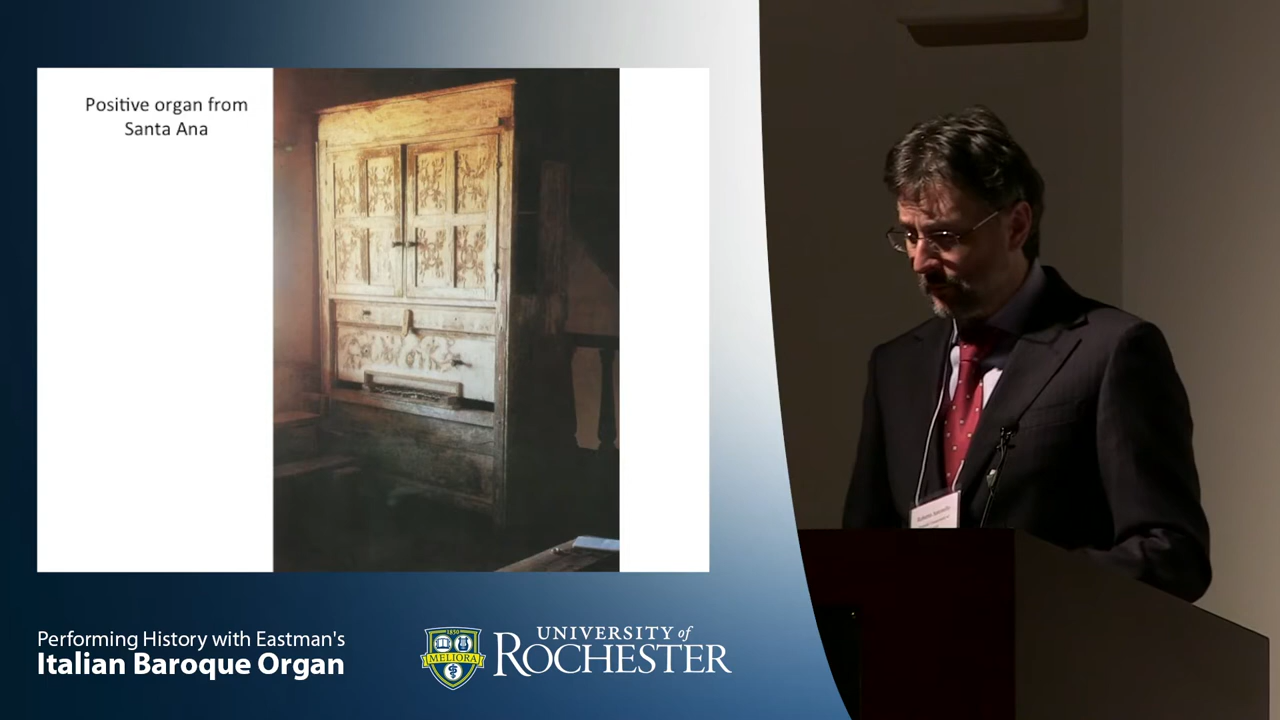 Positive organ from
Santa Ana
Performing History with Eastman's
Italian Baroque Organ
1850
MELIORA
UNIVERSITY of
ROCHESTER